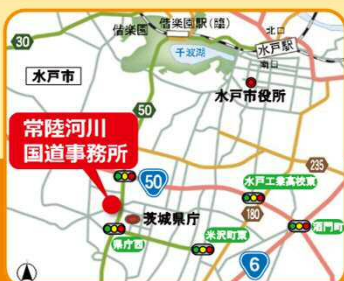 偕楽園
偕楽園駅(臨)
北口
水戸駅
南口
30
千波湖
水戸市
水戸市役所
50
常陸河川
国道事務所
235
水戸工業高校東
50
180
茨城県庁
酒門町
県庁西
米沢町東
6